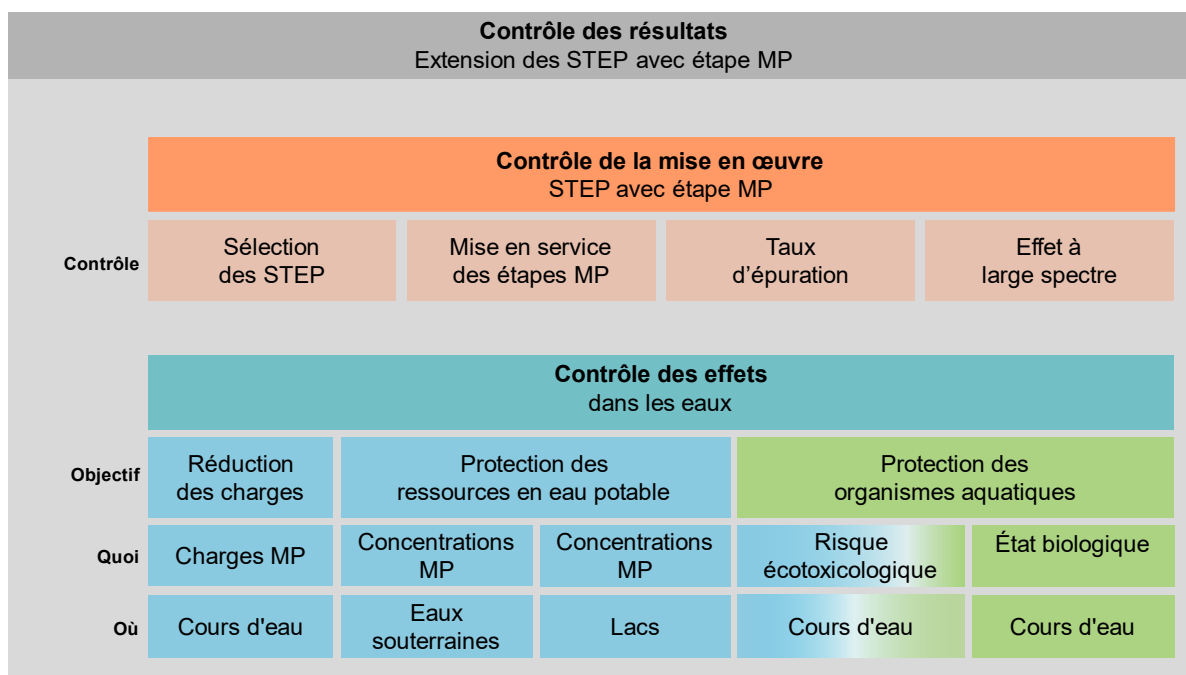 Contrôle des résultats
Extension des STEP avec étape MP
Contrôle de la mise en œuvre
STEP avec étape MP
Contrôle
Sélection
des STEP
Mise en service
des étapes MP
Taux
d’épuration
Effet à
large spectre
Contrôle des effets
dans les eaux
Objectif
Réduction
des charges
Protection des
ressources en eau potable
Protection des
organismes aquatiques
Quoi
Charges MP
Concentrations
MP
Concentrations
MP
Risque
écotoxicologique
État biologique
Où
Cours d'eau
Eaux
souterraines
Lacs
Cours d'eau
Cours d'eau